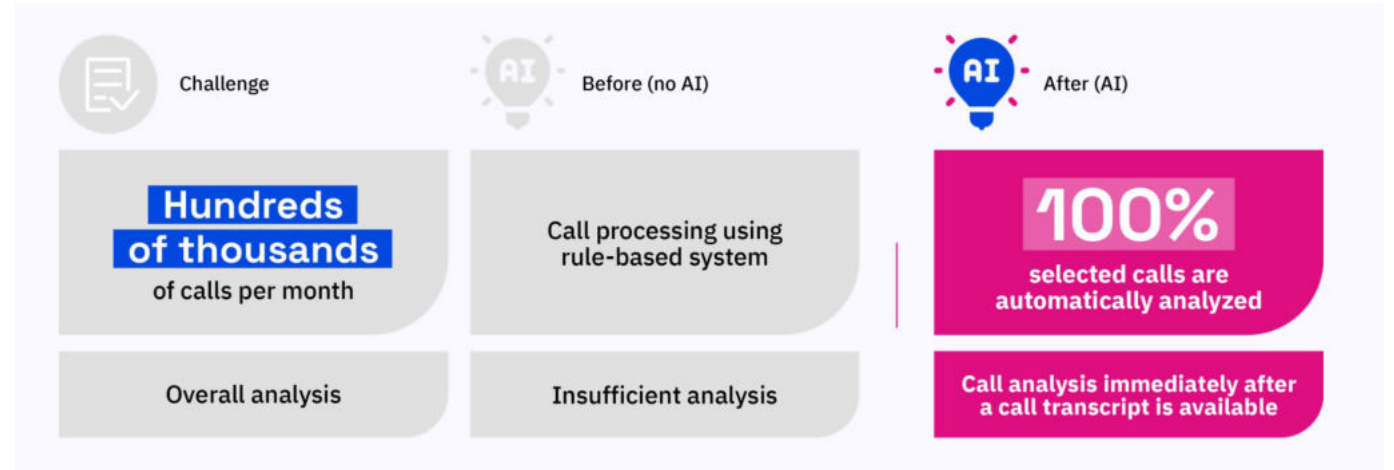 Challenge
AI
Before (no AI)
AI
After (AI)
Hundreds
of thousands
of calls per month
Call processing using
rule-based system
100%
selected calls are
automatically analyzed
Overall analysis
Insufficient analysis
Call analysis immediately after
a call transcript is available